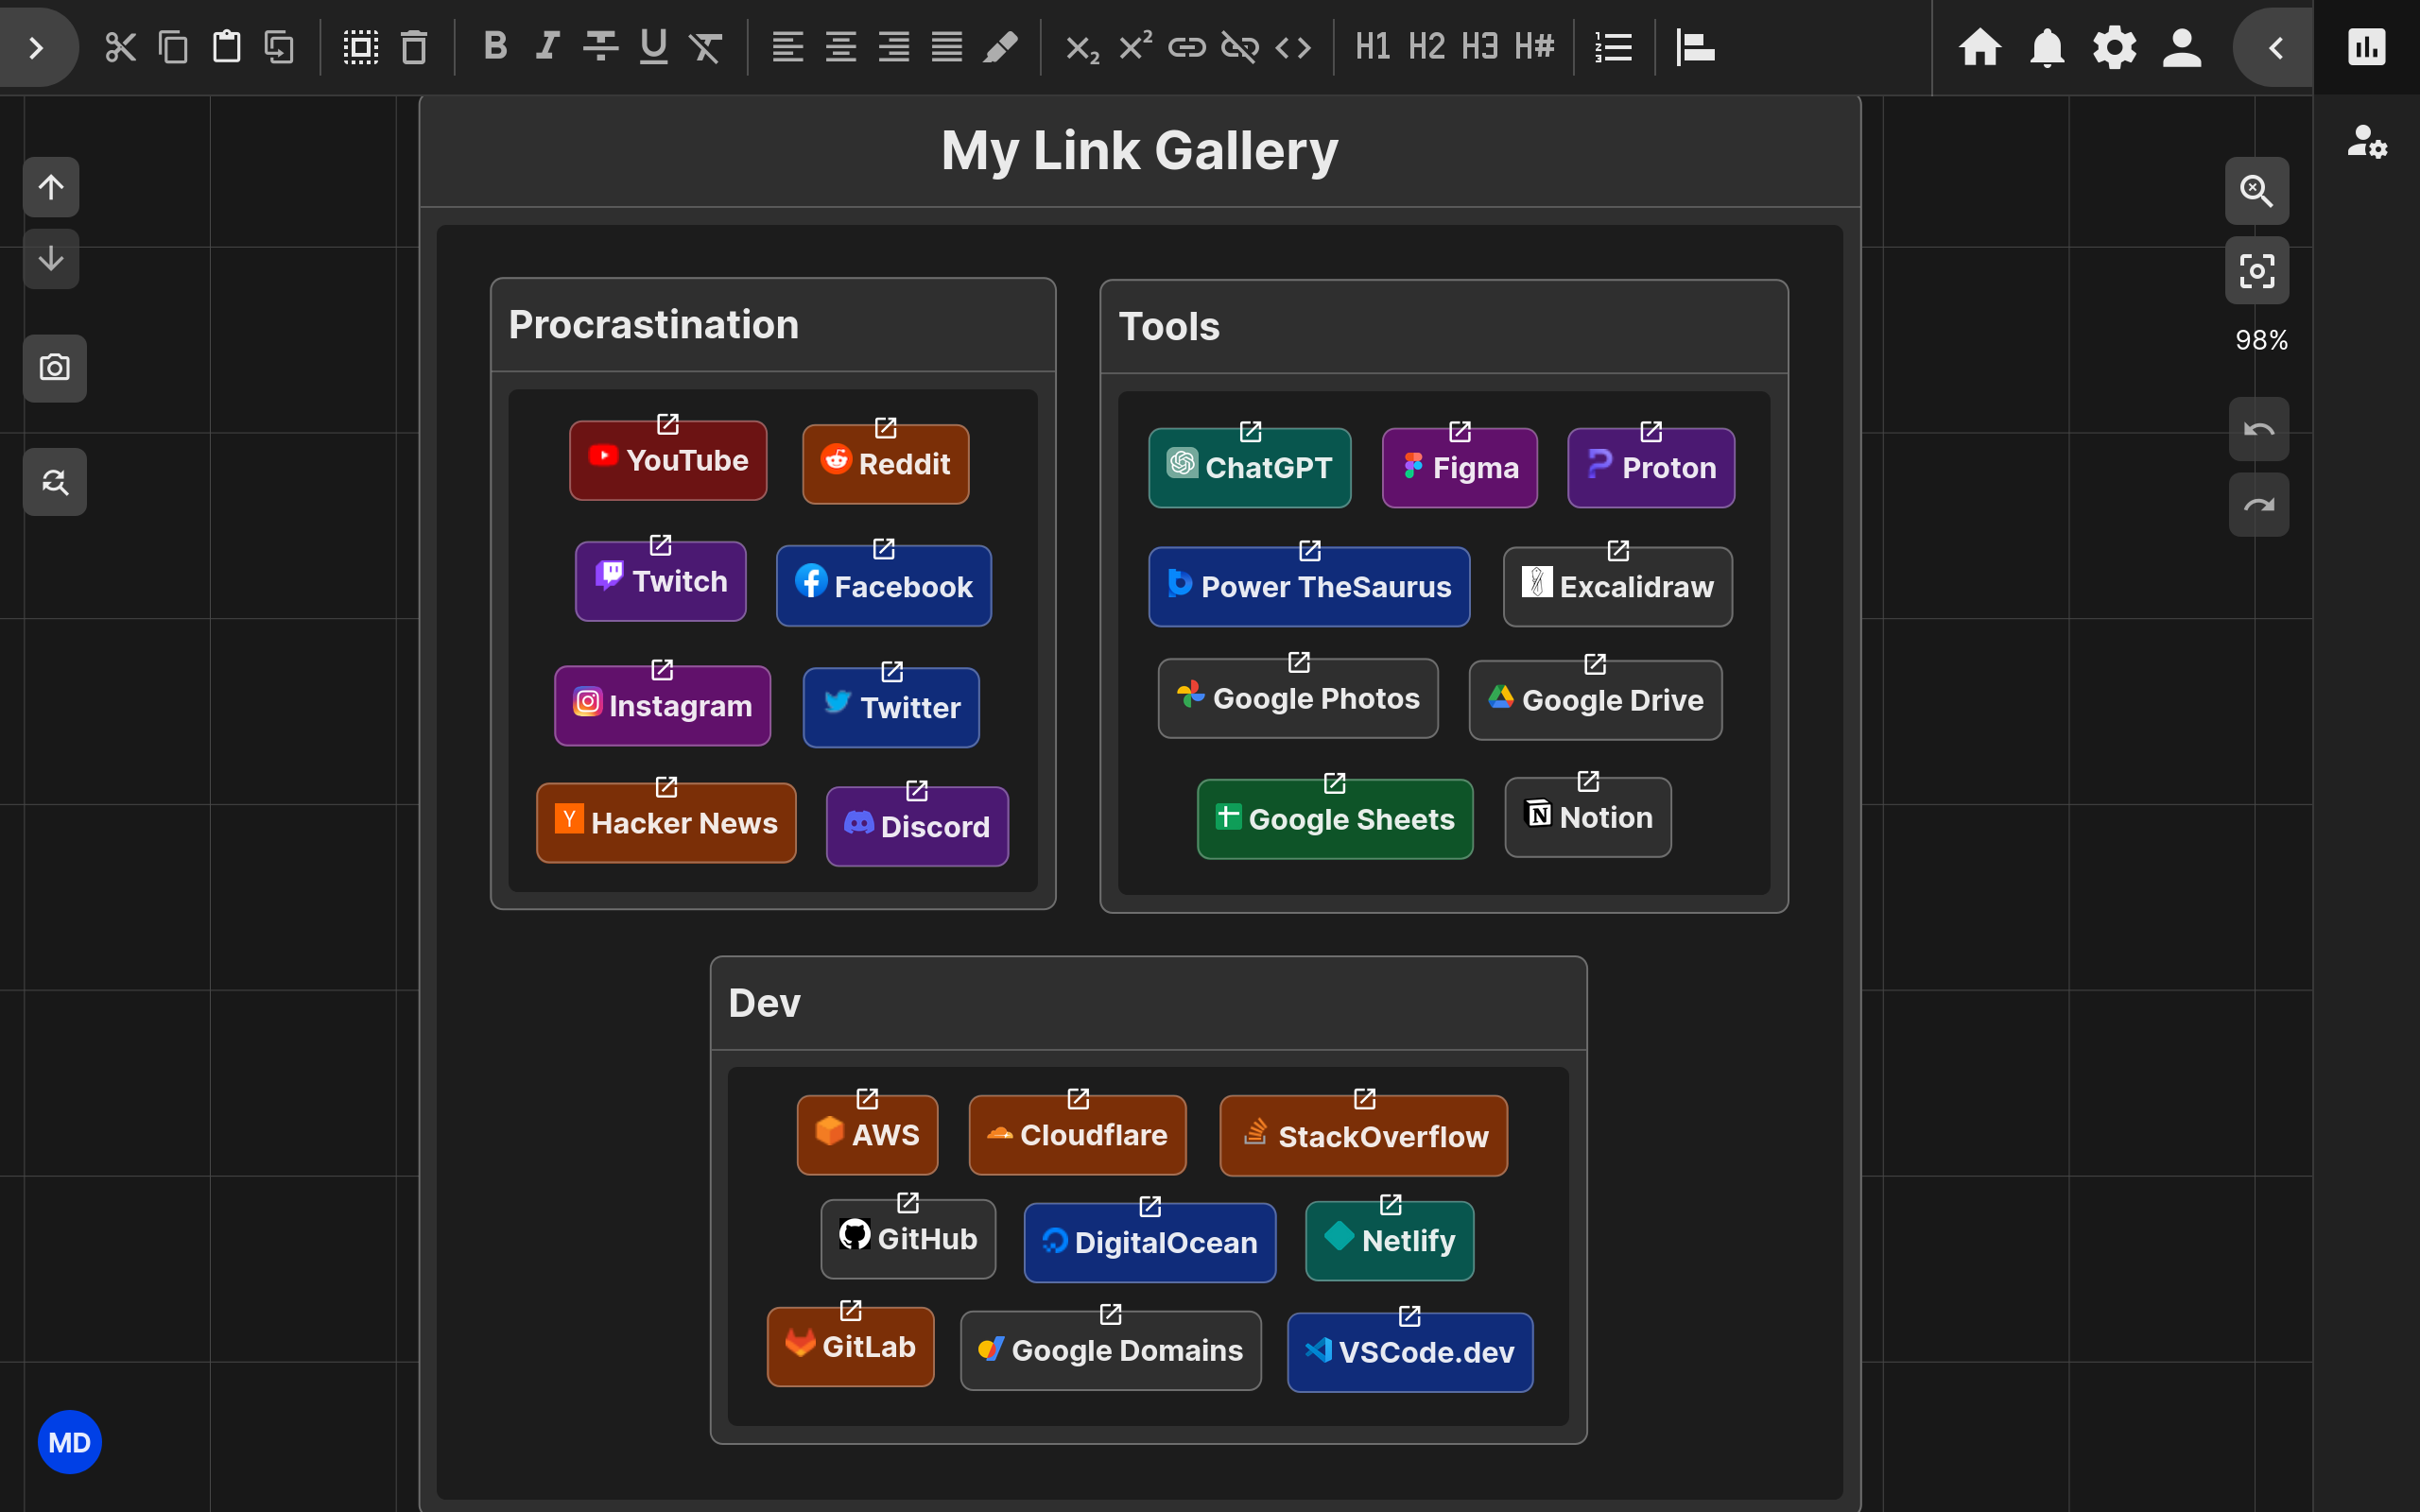 B I U X₂ X² H1 H2 H3 H#
My Link Gallery
98%
Procrastination
YouTube Reddit
Twitch Facebook
Instagram Twitter
Hacker News Discord
Tools
ChatGPT Figma Proton
Power TheSaurus Excalidraw
Google Photos Google Drive
Google Sheets Notion
Dev
AWS Cloudflare StackOverflow
GitHub DigitalOcean Netlify
GitLab Google Domains VSCode.dev
MD